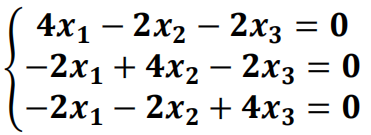 4x₁ − 2x₂ − 2x₃ = 0
−2x₁ + 4x₂ − 2x₃ = 0
−2x₁ − 2x₂ + 4x₃ = 0